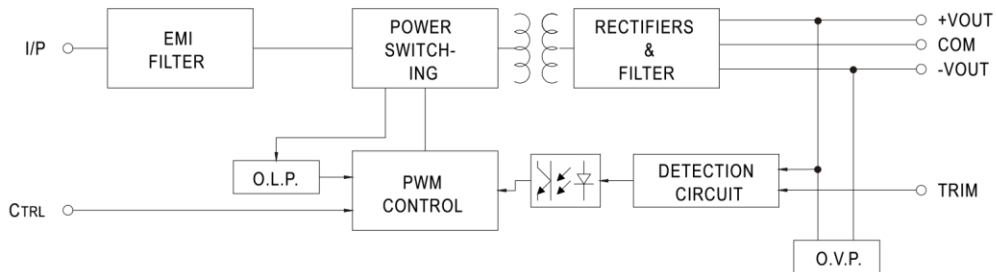 I/P
EMI
FILTER
POWER
SWITCH-
ING
RECTIFIERS
&
FILTER
+VOUT
COM
-VOUT
O.L.P.
PWM
CONTROL
DETECTION
CIRCUIT
CTRL
TRIM
O.V.P.